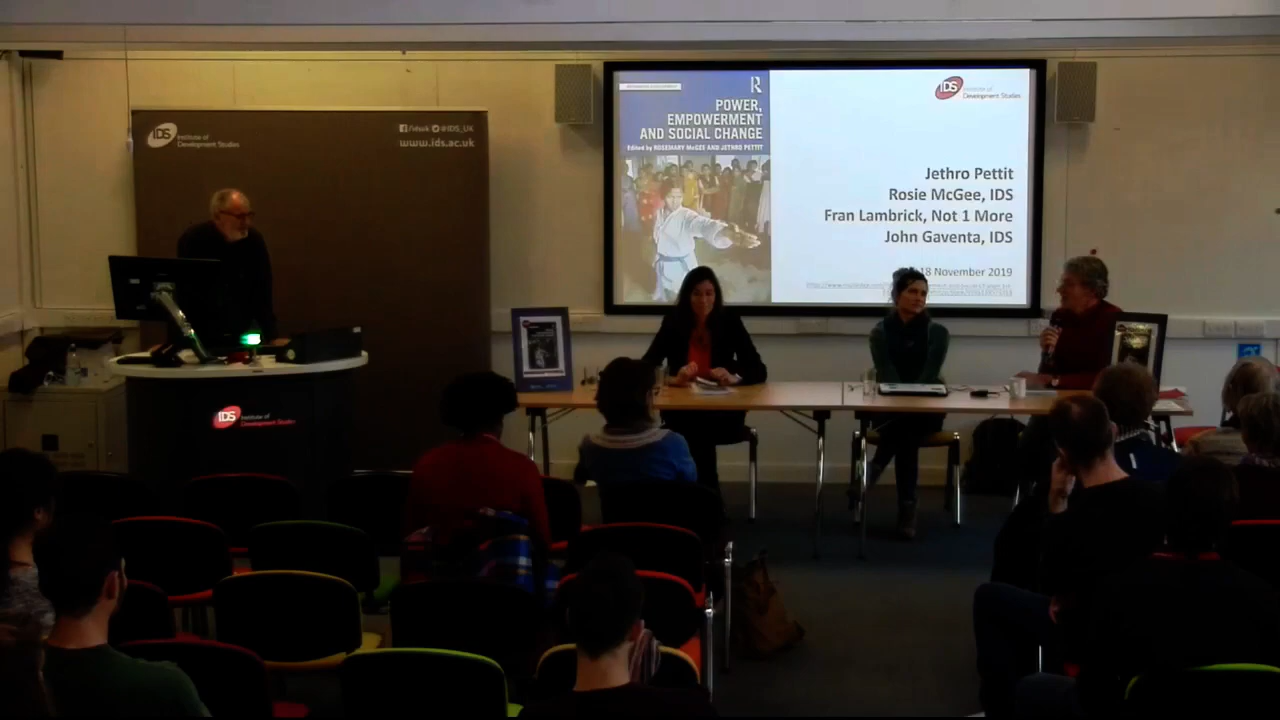 IDS Institute of
Development Studies
/idsuk @IDS_UK
www.ids.ac.uk
IDS Institute of
Development Studies
R
POWER,
EMPOWERMENT
AND SOCIAL CHANGE
Edited by ROSEMARY McGEE AND JETHRO PETTIT
IDS Institute of
Development Studies
Jethro Pettit
Rosie McGee, IDS
Fran Lambrick, Not 1 More
John Gaventa, IDS
18 November 2019